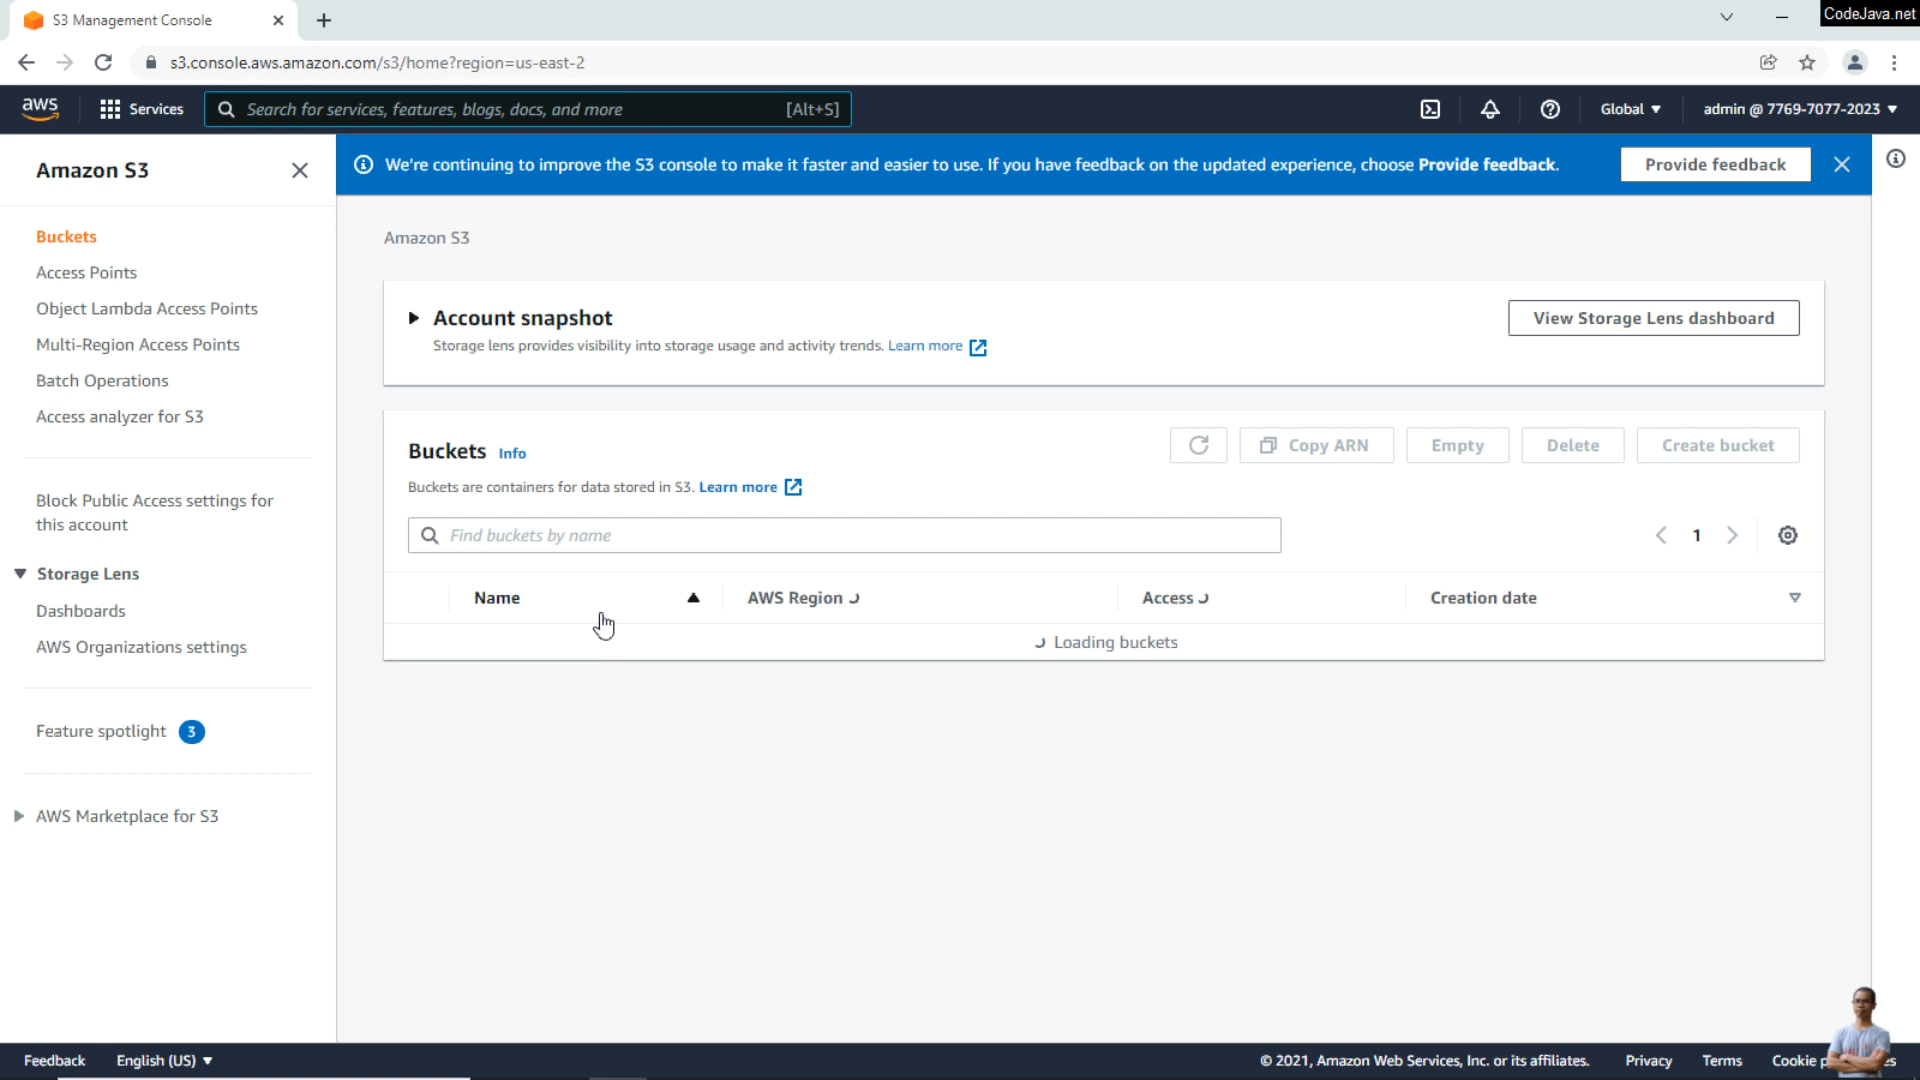 S3 Management Console
CodeJava.net
s3.console.aws.amazon.com/s3/home?region=us-east-2
aws
Services
Search for services, features, blogs, docs, and more
[Alt+S]
Global
admin @ 7769-7077-2023
Amazon S3
We're continuing to improve the S3 console to make it faster and easier to use. If you have feedback on the updated experience, choose Provide feedback.
Provide feedback
Buckets
Access Points
Object Lambda Access Points
Multi-Region Access Points
Batch Operations
Access analyzer for S3
Block Public Access settings for
this account
Storage Lens
Dashboards
AWS Organizations settings
Feature spotlight 3
AWS Marketplace for S3
Amazon S3
Account snapshot
Storage lens provides visibility into storage usage and activity trends. Learn more
View Storage Lens dashboard
Buckets Info
Copy ARN
Empty
Delete
Create bucket
Buckets are containers for data stored in S3. Learn more
Find buckets by name
1
Name
AWS Region
Access
Creation date
Loading buckets
Feedback
English (US)
© 2021, Amazon Web Services, Inc. or its affiliates.
Privacy
Terms
Cookie